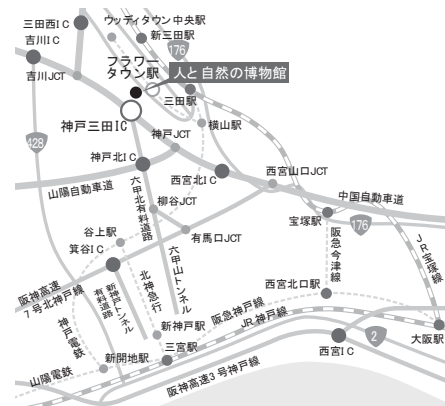 三田西IC
ウッディタウン中央駅
吉川IC
新三田駅
176
フラワー
タウン駅
人と自然の博物館
吉川JCT
三田駅
神戸三田IC
横山駅
428
神戸JCT
神戸北IC
西宮北IC
西宮山口JCT
山陽自動車道
六甲北有料道路
中国自動車道
柳谷JCT
宝塚駅
176
谷上駅
有馬口JCT
箕谷IC
六甲山トンネル
阪急今津線
JR宝塚線
阪神高速
7号北神戸線
新神戸トンネル
有料道路
北神急行
西宮北口駅
阪急神戸線
神戸電鉄
新神戸駅
JR神戸線
2
大阪駅
新開地駅
三宮駅
西宮IC
山陽電鉄
阪神高速3号神戸線